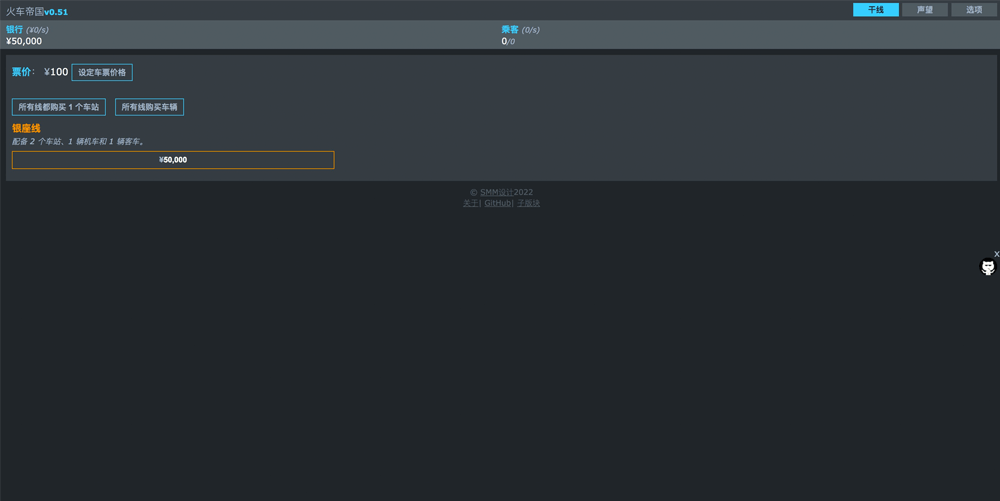 火车帝国v0.51
干线
声望
选项
银行 (¥0/s)
¥50,000
乘客 (0/s)
0/0
票价: ¥100 设定车票价格
所有线都购买 1 个车站 所有线购买车辆
银座线
配备 2 个车站、1 辆机车和 1 辆客车。
¥50,000
© SMM设计2022
关于| GitHub| 子版块
X